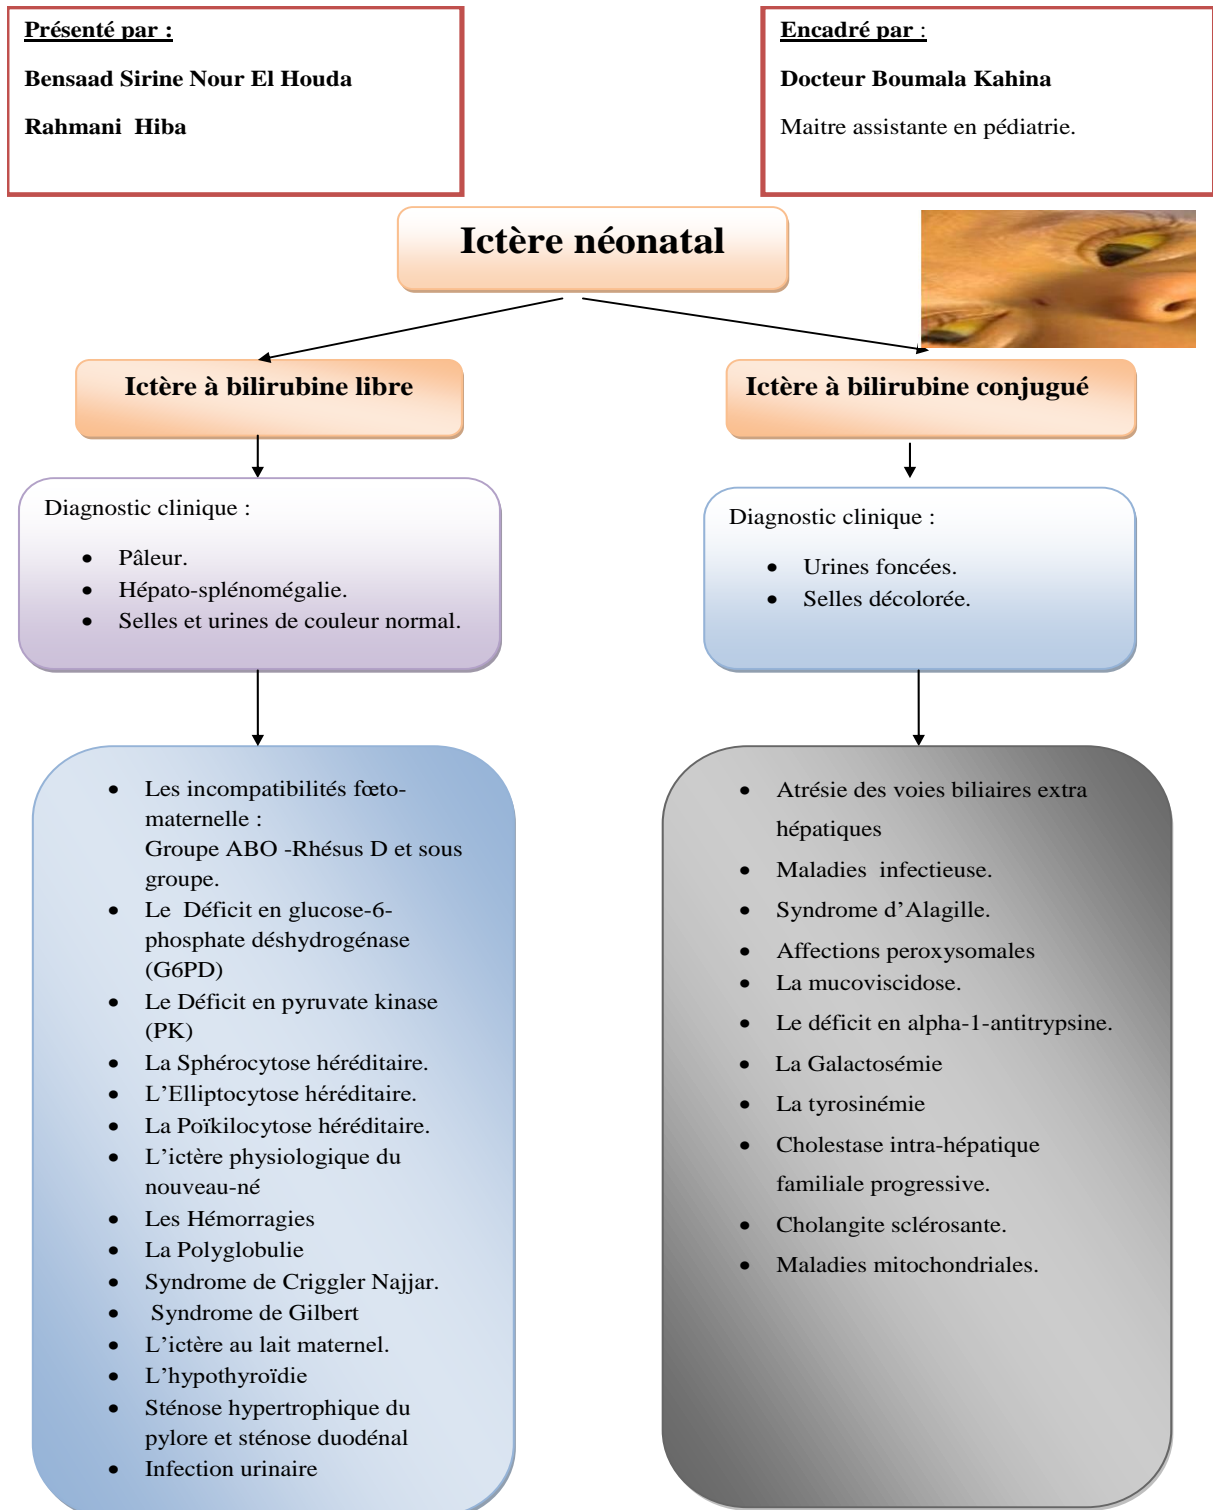 Présenté par :
Bensaad Sirine Nour El Houda
Rahmani Hiba
Encadré par :
Docteur Boumala Kahina
Maitre assistante en pédiatrie.
Ictère néonatal
Ictère à bilirubine libre
Diagnostic clinique :
• Pâleur.
• Hépato-splénomégalie.
• Selles et urines de couleur normal.
• Les incompatibilités fœto-
maternelle :
Groupe ABO -Rhésus D et sous
groupe.
• Le Déficit en glucose-6-
phosphate déshydrogénase
(G6PD)
• Le Déficit en pyruvate kinase
(PK)
• La Sphérocytose héréditaire.
• L’Elliptocytose héréditaire.
• La Poïkilocytose héréditaire.
• L’ictère physiologique du
nouveau-né
• Les Hémorragies
• La Polyglobulie
• Syndrome de Criggler Najjar.
• Syndrome de Gilbert
• L’ictère au lait maternel.
• L’hypothyroïdie
• Sténose hypertrophique du
pylore et sténose duodénal
• Infection urinaire
Ictère à bilirubine conjugué
Diagnostic clinique :
• Urines foncées.
• Selles décolorée.
• Atrésie des voies biliaires extra
hépatiques
• Maladies infectieuse.
• Syndrome d’Alagille.
• Affections peroxysomales
• La mucoviscidose.
• Le déficit en alpha-1-antitrypsine.
• La Galactosémie
• La tyrosinémie
• Cholestase intra-hépatique
familiale progressive.
• Cholangite sclérosante.
• Maladies mitochondriales.